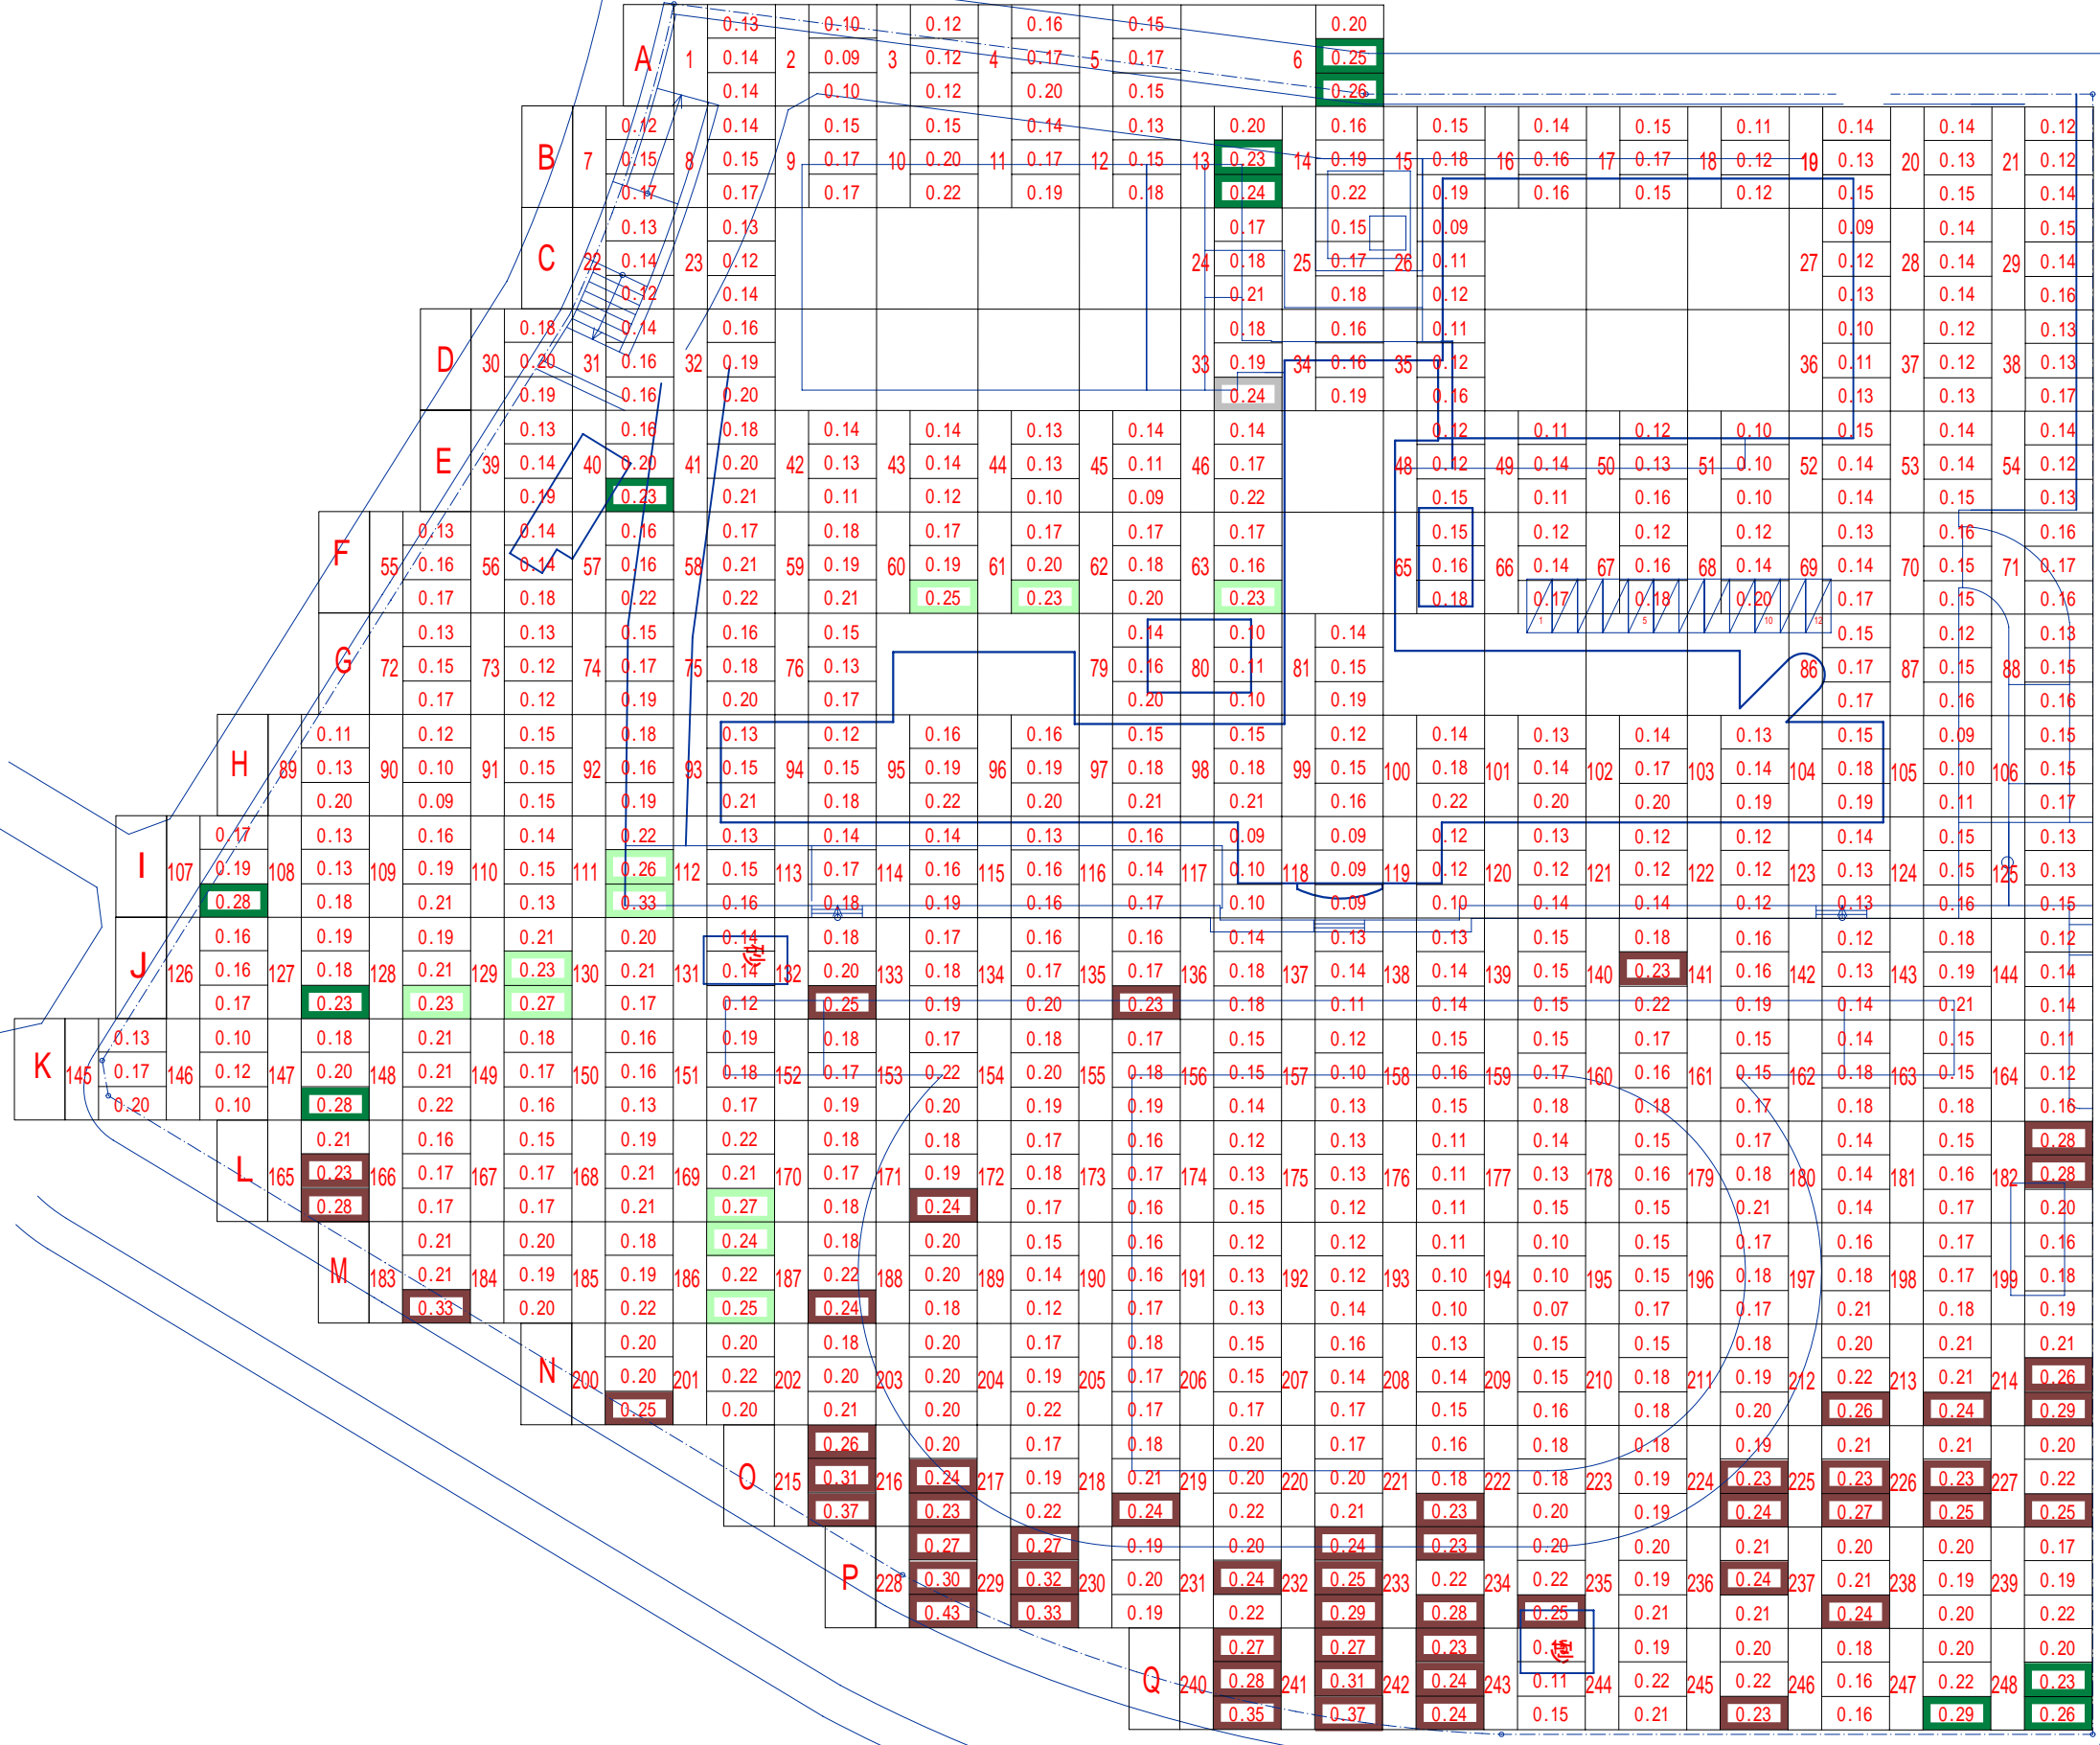 0.13 0.10 0.12 0.16 0.15 0.20
A 1 0.14 2 0.09 3 0.12 4 0.17 5 0.17 6 0.25
0.14 0.10 0.12 0.20 0.15 0.26
0.12 0.14 0.15 0.15 0.14 0.13 0.20 0.16 0.15 0.14 0.15 0.11 0.14 0.14 0.12
B 7 0.15 8 0.15 9 0.17 10 0.20 11 0.17 12 0.15 13 0.23 14 0.19 15 0.18 16 0.16 17 0.17 18 0.12 19 0.13 20 0.13 21 0.12
0.17 0.17 0.17 0.22 0.19 0.18 0.24 0.22 0.19 0.16 0.15 0.12 0.15 0.15 0.14
0.13 0.13 0.17 0.15 0.09 0.09 0.14 0.15
C 22 0.14 23 0.12 24 0.18 25 0.17 26 0.11 27 0.12 28 0.14 29 0.14
0.12 0.14 0.21 0.18 0.12 0.13 0.14 0.16
0.18 0.14 0.16 0.18 0.16 0.11 0.10 0.12 0.13
D 30 0.20 31 0.16 32 0.19 33 0.19 34 0.16 35 0.12 36 0.11 37 0.12 38 0.13
0.19 0.16 0.20 0.24 0.19 0.16 0.13 0.13 0.17
0.13 0.16 0.18 0.14 0.14 0.13 0.14 0.14 0.12 0.11 0.12 0.10 0.15 0.14 0.14
E 39 0.14 40 0.20 41 0.20 42 0.13 43 0.14 44 0.13 45 0.11 46 0.17 48 0.12 49 0.14 50 0.13 51 0.10 52 0.14 53 0.14 54 0.12
0.19 0.23 0.21 0.11 0.12 0.10 0.09 0.22 0.15 0.11 0.16 0.10 0.14 0.15 0.13
0.13 0.14 0.16 0.17 0.18 0.17 0.17 0.17 0.17 0.15 0.12 0.12 0.12 0.15 0.16 0.16
F 55 0.16 56 0.14 57 0.16 58 0.21 59 0.19 60 0.19 61 0.20 62 0.18 63 0.16 65 0.16 66 0.14 67 0.16 68 0.14 69 0.14 70 0.15 71 0.17
0.17 0.18 0.22 0.22 0.21 0.25 0.23 0.20 0.23 0.18 0.17 0.18 0.20 0.17 0.15 0.16
1 5 10 12
0.13 0.13 0.15 0.16 0.15 0.14 0.10 0.14 0.15 0.12 0.13
G 72 0.15 73 0.12 74 0.17 75 0.18 76 0.13 79 0.16 80 0.11 81 0.15 86 0.17 87 0.15 88 0.15
0.17 0.12 0.19 0.20 0.17 0.20 0.10 0.19 0.17 0.16 0.16
0.11 0.12 0.15 0.18 0.13 0.12 0.16 0.16 0.15 0.15 0.12 0.14 0.13 0.14 0.13 0.15 0.09 0.15
H 89 0.13 90 0.10 91 0.15 92 0.16 93 0.15 94 0.15 95 0.19 96 0.19 97 0.18 98 0.18 99 0.15 100 0.18 101 0.14 102 0.17 103 0.14 104 0.18 105 0.10 106 0.15
0.20 0.09 0.15 0.19 0.21 0.18 0.22 0.20 0.21 0.21 0.16 0.22 0.20 0.20 0.19 0.19 0.11 0.17
0.17 0.13 0.16 0.14 0.22 0.13 0.14 0.14 0.13 0.16 0.09 0.09 0.12 0.13 0.12 0.12 0.14 0.15 0.13
I 107 0.19 108 0.13 109 0.19 110 0.15 111 0.26 112 0.15 113 0.17 114 0.16 115 0.16 116 0.14 117 0.10 118 0.09 119 0.12 120 0.12 121 0.12 122 0.12 123 0.13 124 0.13 125 0.13
0.28 0.18 0.21 0.13 0.33 0.16 0.18 0.19 0.16 0.17 0.10 0.09 0.10 0.14 0.14 0.12 0.13 0.16 0.15
0.16 0.19 0.19 0.21 0.20 0.14 0.18 0.17 0.16 0.16 0.14 0.13 0.13 0.15 0.18 0.16 0.12 0.18 0.12
砂
J 126 0.16 127 0.18 128 0.21 129 0.23 130 0.21 131 0.14 132 0.20 133 0.18 134 0.17 135 0.17 136 0.18 137 0.14 138 0.14 139 0.15 140 0.23 141 0.16 142 0.13 143 0.19 144 0.14
0.17 0.23 0.23 0.27 0.17 0.12 0.25 0.19 0.20 0.23 0.18 0.11 0.14 0.15 0.22 0.19 0.14 0.21 0.14
0.13 0.10 0.18 0.21 0.18 0.16 0.19 0.18 0.17 0.18 0.17 0.15 0.12 0.15 0.15 0.17 0.15 0.14 0.15 0.11
K 145 0.17 146 0.12 147 0.20 148 0.21 149 0.17 150 0.16 151 0.18 152 0.17 153 0.22 154 0.20 155 0.18 156 0.15 157 0.10 158 0.16 159 0.17 160 0.16 161 0.15 162 0.18 163 0.15 164 0.12
0.20 0.10 0.28 0.22 0.16 0.13 0.17 0.19 0.20 0.19 0.19 0.14 0.13 0.15 0.18 0.18 0.17 0.18 0.18 0.16
0.21 0.16 0.15 0.19 0.22 0.18 0.18 0.17 0.16 0.12 0.13 0.11 0.14 0.15 0.17 0.14 0.15 0.28
L 165 0.23 166 0.17 167 0.17 168 0.21 169 0.21 170 0.17 171 0.19 172 0.18 173 0.17 174 0.13 175 0.13 176 0.11 177 0.13 178 0.16 179 0.18 180 0.14 181 0.16 182 0.28
0.28 0.17 0.17 0.21 0.27 0.18 0.24 0.17 0.16 0.15 0.12 0.11 0.15 0.15 0.21 0.14 0.17 0.20
0.21 0.20 0.18 0.24 0.18 0.20 0.15 0.16 0.12 0.12 0.11 0.10 0.15 0.17 0.16 0.17 0.16
M 183 0.21 184 0.19 185 0.19 186 0.22 187 0.22 188 0.20 189 0.14 190 0.16 191 0.13 192 0.12 193 0.10 194 0.10 195 0.15 196 0.18 197 0.18 198 0.17 199 0.18
0.33 0.20 0.22 0.25 0.24 0.18 0.12 0.17 0.13 0.14 0.10 0.07 0.17 0.17 0.21 0.18 0.19
0.20 0.20 0.18 0.20 0.17 0.18 0.15 0.16 0.13 0.15 0.15 0.18 0.20 0.21 0.21
N 200 0.20 201 0.22 202 0.20 203 0.20 204 0.19 205 0.17 206 0.15 207 0.14 208 0.14 209 0.15 210 0.18 211 0.19 212 0.22 213 0.21 214 0.26
0.25 0.20 0.21 0.20 0.22 0.17 0.17 0.17 0.15 0.16 0.18 0.20 0.26 0.24 0.29
0.26 0.20 0.17 0.18 0.20 0.17 0.16 0.18 0.18 0.19 0.21 0.21 0.20
O 215 0.31 216 0.24 217 0.19 218 0.21 219 0.20 220 0.20 221 0.18 222 0.18 223 0.19 224 0.23 225 0.23 226 0.23 227 0.22
0.37 0.23 0.22 0.24 0.22 0.21 0.23 0.20 0.19 0.24 0.27 0.25 0.25
0.27 0.27 0.19 0.20 0.24 0.23 0.20 0.20 0.21 0.20 0.20 0.17
P 228 0.30 229 0.32 230 0.20 231 0.24 232 0.25 233 0.22 234 0.22 235 0.19 236 0.24 237 0.21 238 0.19 239 0.19
0.43 0.33 0.19 0.22 0.29 0.28 0.25 0.21 0.21 0.24 0.20 0.22
0.27 0.27 0.23 0.19 0.20 0.18 0.20 0.20
砂
Q 240 0.28 241 0.31 242 0.24 243 0.11 244 0.22 245 0.22 246 0.16 247 0.22 248 0.23
0.35 0.37 0.24 0.15 0.21 0.23 0.16 0.29 0.26